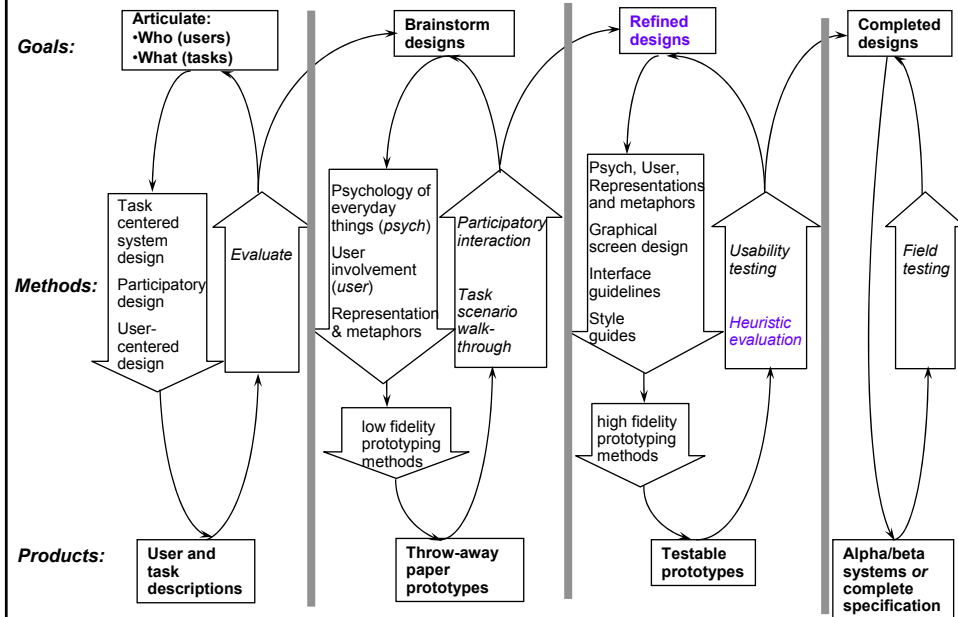 Goals:
Articulate:
•Who (users)
•What (tasks)
Brainstorm
designs
Refined
designs
Completed
designs
Methods:
Task
centered
system
design
Participatory
design
User-
centered
design
Evaluate
Psychology of
everyday
things (psych)
User
involvement
(user)
Representation
& metaphors
low fidelity
prototyping
methods
Participatory
interaction
Task
scenario
walk-
through
Psych, User,
Representations
and metaphors
Graphical
screen design
Interface
guidelines
Style
guides
high fidelity
prototyping
methods
Usability
testing
Heuristic
evaluation
Field
testing
Products:
User and
task
descriptions
Throw-away
paper
prototypes
Testable
prototypes
Alpha/beta
systems or
complete
specification